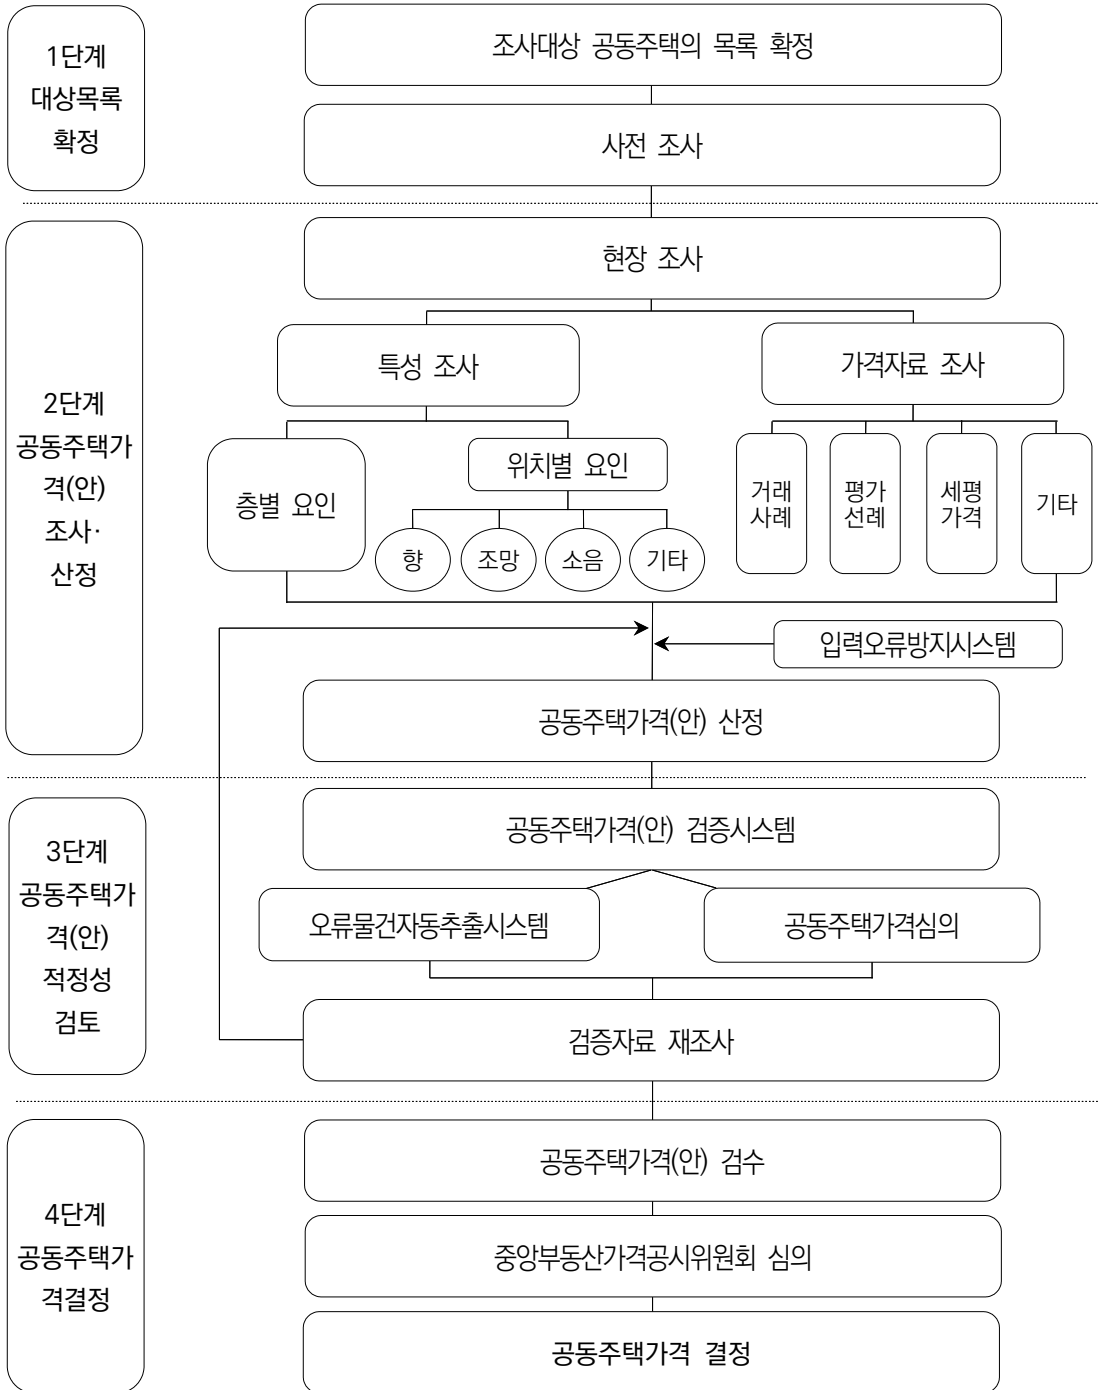 1단계
대상목록
확정
조사대상 공동주택의 목록 확정
사전 조사
2단계
공동주택가
격(안)
조사·
산정
현장 조사
특성 조사
가격자료 조사
층별 요인
위치별 요인
향
조망
소음
기타
거래
사례
평가
선례
세평
가격
기타
입력오류방지시스템
공동주택가격(안) 산정
3단계
공동주택가
격(안)
적정성
검토
공동주택가격(안) 검증시스템
오류물건자동추출시스템
공동주택가격심의
검증자료 재조사
4단계
공동주택가
격결정
공동주택가격(안) 검수
중앙부동산가격공시위원회 심의
공동주택가격 결정